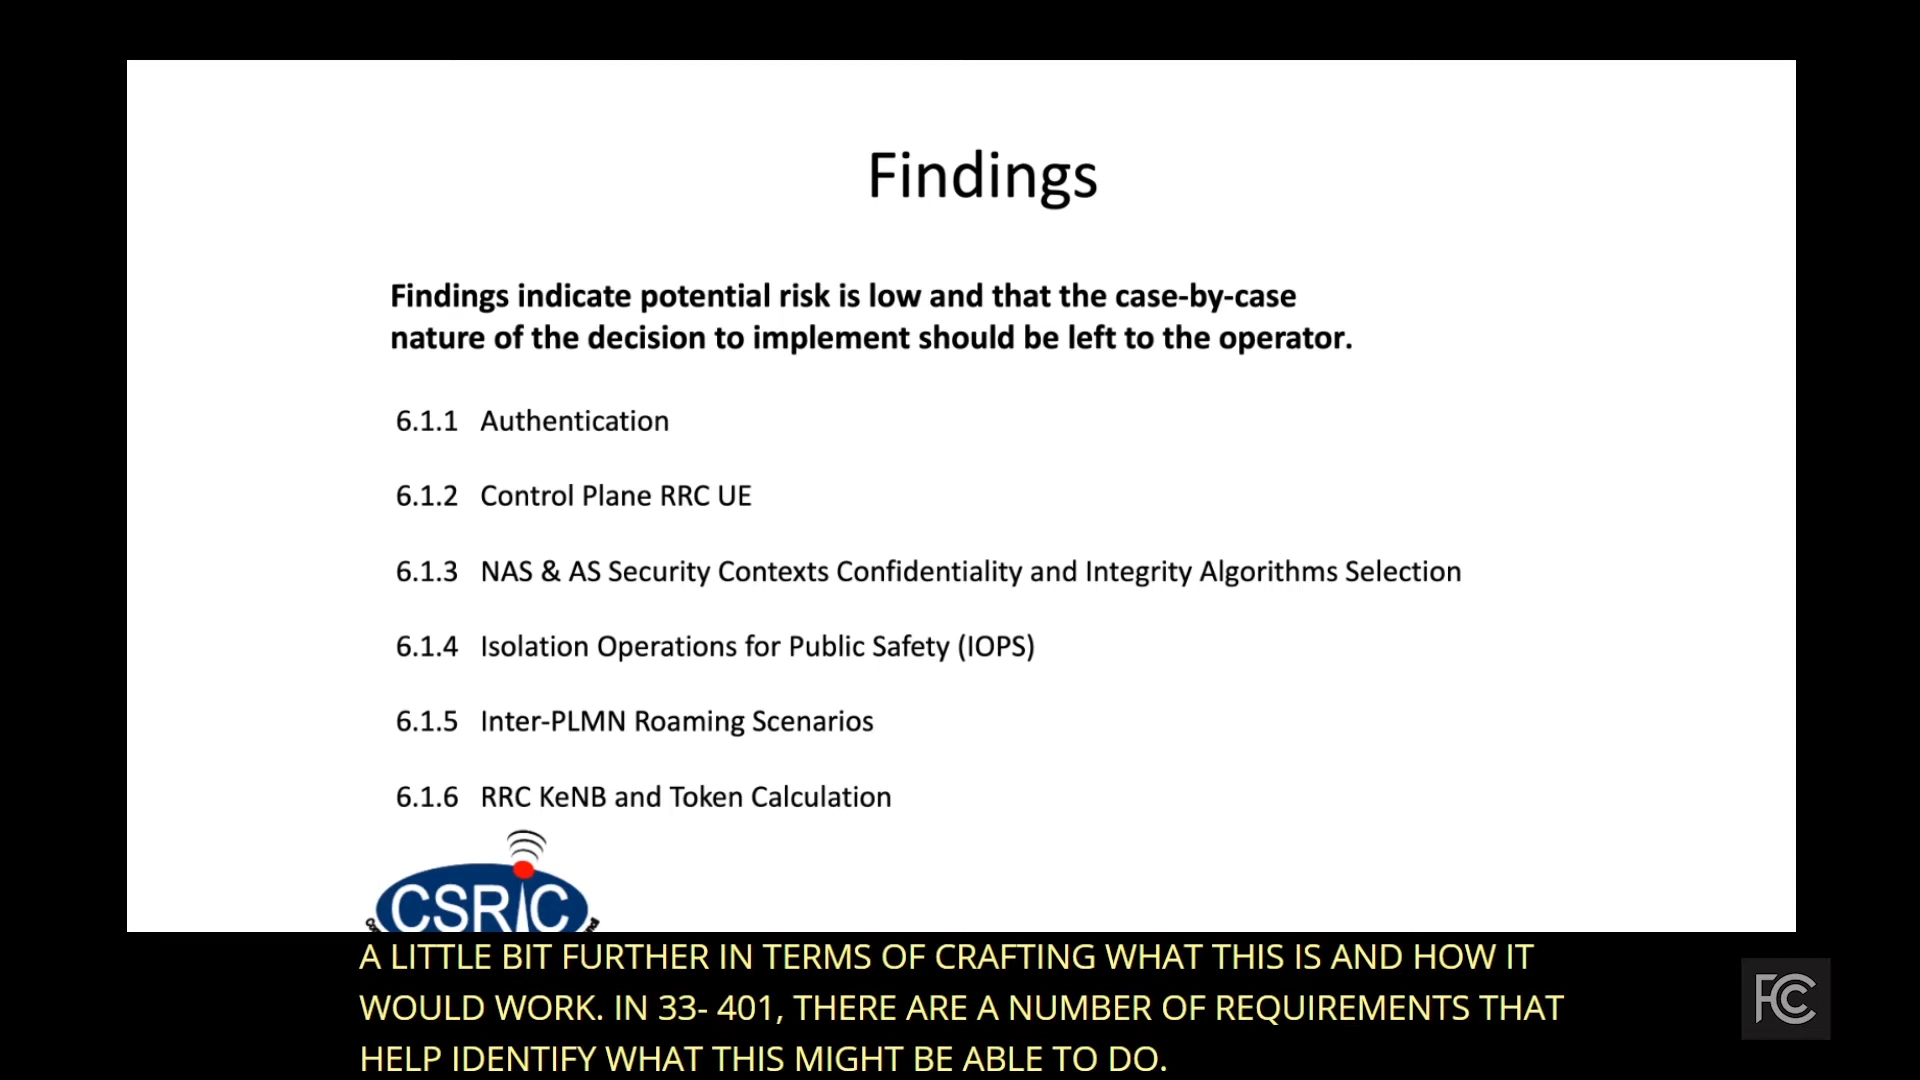 Findings
Findings indicate potential risk is low and that the case-by-case
nature of the decision to implement should be left to the operator.
6.1.1 Authentication
6.1.2 Control Plane RRC UE
6.1.3 NAS & AS Security Contexts Confidentiality and Integrity Algorithms Selection
6.1.4 Isolation Operations for Public Safety (IOPS)
6.1.5 Inter-PLMN Roaming Scenarios
6.1.6 RRC KeNB and Token Calculation
CSRIC
A LITTLE BIT FURTHER IN TERMS OF CRAFTING WHAT THIS IS AND HOW IT
WOULD WORK. IN 33- 401, THERE ARE A NUMBER OF REQUIREMENTS THAT
HELP IDENTIFY WHAT THIS MIGHT BE ABLE TO DO.
FCC